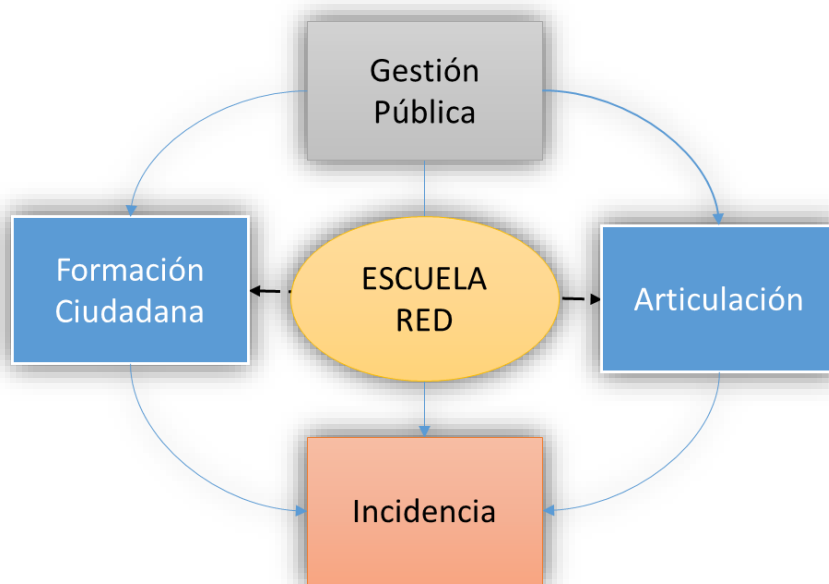 Gestión
Pública
Formación
Ciudadana
ESCUELA
RED
Articulación
Incidencia